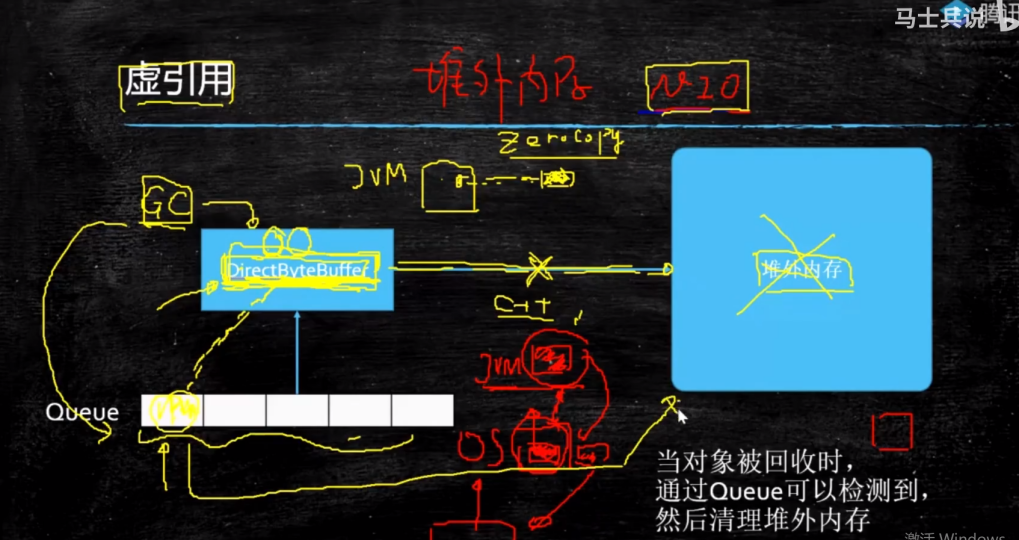 马士兵说 腾讯
虚引用
堆外内存
NIO
Zerocopy
JVM
GC
DirectByteBuffer
堆外内存
C++
JVM
Queue
OS
当对象被回收时，
通过Queue可以检测到，
然后清理堆外内存
激活 Windows